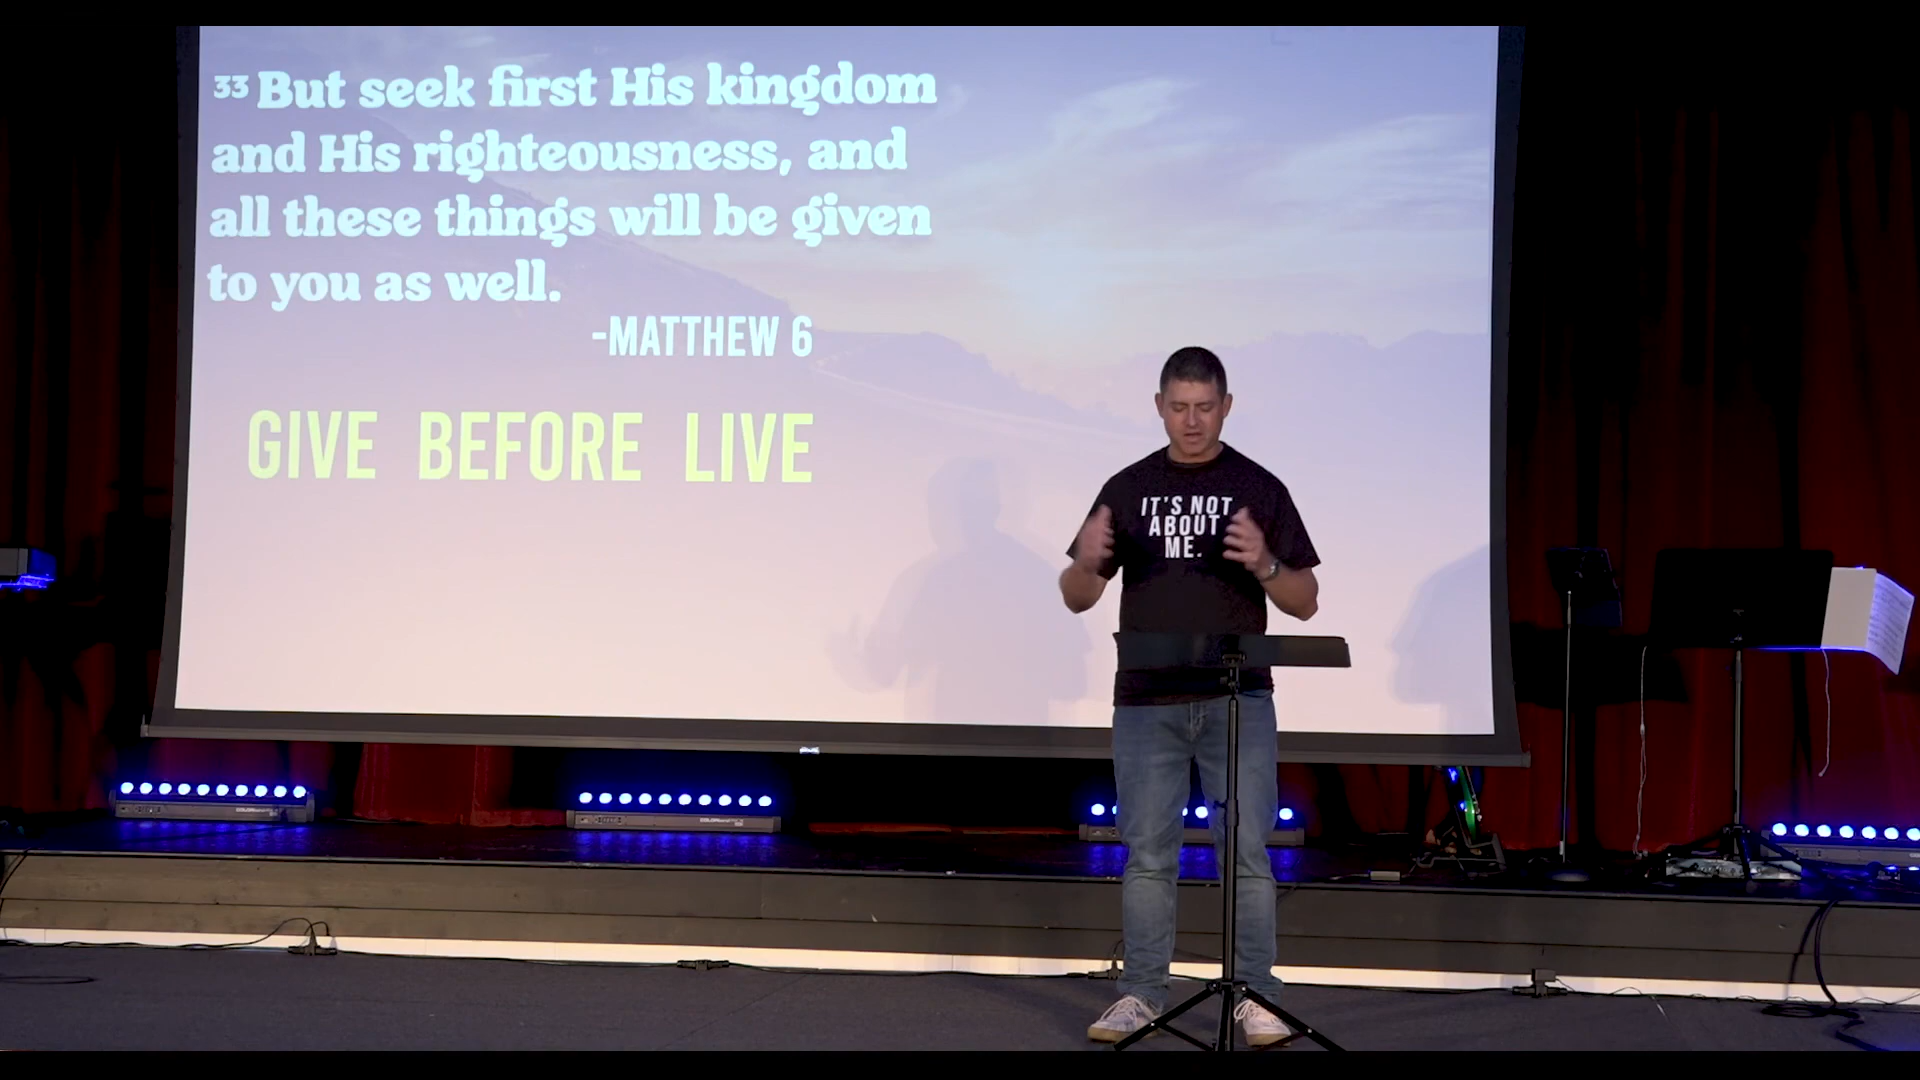 33 But seek first His kingdom
and His righteousness, and
all these things will be given
to you as well.
-MATTHEW 6
GIVE BEFORE LIVE
IT'S NOT
ABOUT
ME.